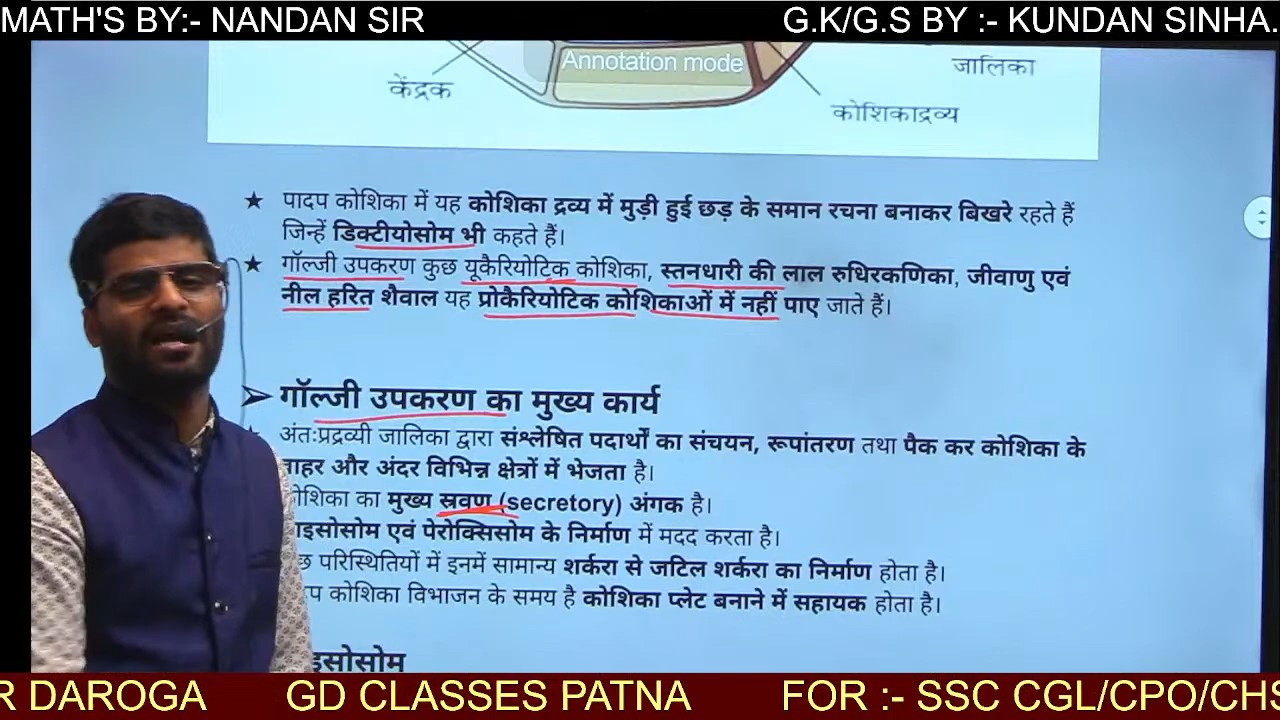 MATH'S BY:- NANDAN SIR
G.K/G.S BY :- KUNDAN SINHA.
Annotation mode
केंद्रक
जालिका
कोशिकाद्रव्य
★ पादप कोशिका में यह कोशिका द्रव्य में मुड़ी हुई छड़ के समान रचना बनाकर बिखरे रहते हैं
जिन्हें डिक्टीयोसोम भी कहते हैं।
★ गॉल्जी उपकरण कुछ यूकैरियोटिक कोशिका, स्तनधारी की लाल रुधिरकणिका, जीवाणु एवं
नील हरित शैवाल यह प्रोकैरियोटिक कोशिकाओं में नहीं पाए जाते हैं।
➢ गॉल्जी उपकरण का मुख्य कार्य
अंतःप्रद्रव्यी जालिका द्वारा संश्लेषित पदार्थों का संचयन, रूपांतरण तथा पैक कर कोशिका के
और अंदर विभिन्न क्षेत्रों में भेजता है।
का मुख्य स्रवण (secretory) अंगक है।
एवं पेरोक्सिसोम के निर्माण में मदद करता है।
परिस्थितियों में इनमें सामान्य शर्करा से जटिल शर्करा का निर्माण होता है।
कोशिका विभाजन के समय है कोशिका प्लेट बनाने में सहायक होता है।
R DAROGA GD CLASSES PATNA FOR :- SSC CGL/CPO/CHS